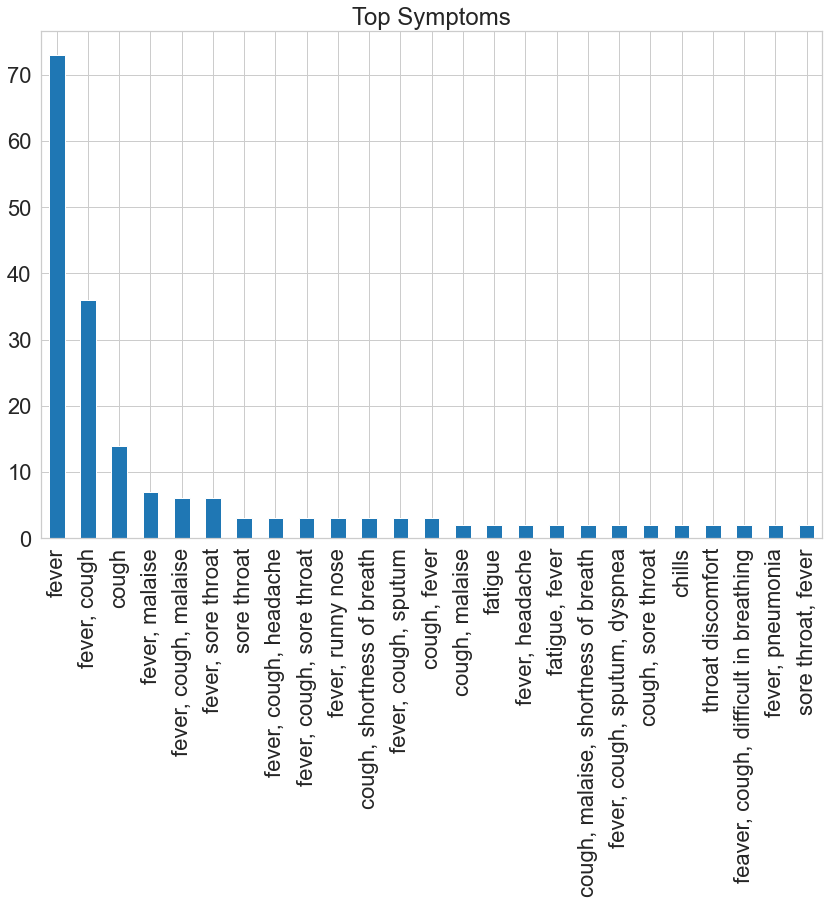 Top Symptoms
70
60
50
40
30
20
10
0
fever
fever, cough
cough
fever, malaise
fever, cough, malaise
fever, sore throat
sore throat
fever, cough, headache
fever, cough, sore throat
fever, runny nose
cough, shortness of breath
fever, cough, sputum
cough, fever
cough, malaise
fatigue
fever, headache
fatigue, fever
cough, malaise, shortness of breath
fever, cough, sputum, dyspnea
cough, sore throat
chills
throat discomfort
feaver, cough, difficult in breathing
fever, pneumonia
sore throat, fever